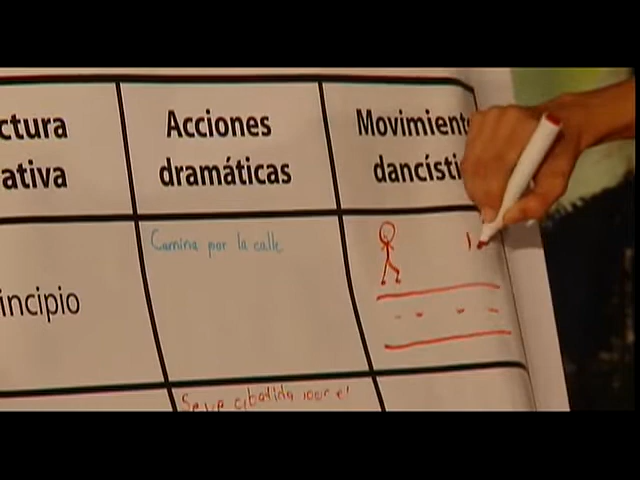 ctura
ativa
Acciones
dramáticas
Movimient
dancísti
incipio
Camina por la calle